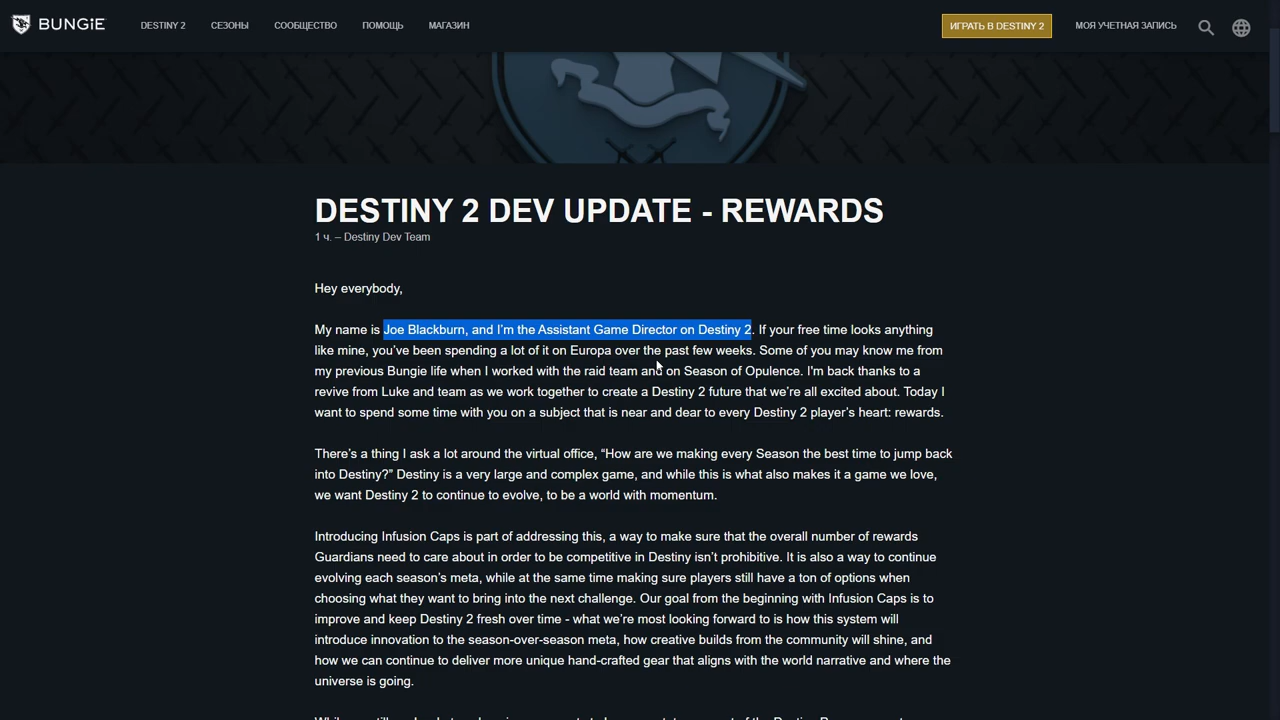 BUNGiE DESTINY 2 СЕЗОНЫ СООБЩЕСТВО ПОМОЩЬ МАГАЗИН ИГРАТЬ В DESTINY 2 МОЯ УЧЕТНАЯ ЗАПИСЬ
DESTINY 2 DEV UPDATE - REWARDS
1 ч. – Destiny Dev Team
Hey everybody,
My name is Joe Blackburn, and I’m the Assistant Game Director on Destiny 2. If your free time looks anything
like mine, you’ve been spending a lot of it on Europa over the past few weeks. Some of you may know me from
my previous Bungie life when I worked with the raid team and on Season of Opulence. I’m back thanks to a
revive from Luke and team as we work together to create a Destiny 2 future that we’re all excited about. Today I
want to spend some time with you on a subject that is near and dear to every Destiny 2 player’s heart: rewards.
There’s a thing I ask a lot around the virtual office, “How are we making every Season the best time to jump back
into Destiny?” Destiny is a very large and complex game, and while this is what also makes it a game we love,
we want Destiny 2 to continue to evolve, to be a world with momentum.
Introducing Infusion Caps is part of addressing this, a way to make sure that the overall number of rewards
Guardians need to care about in order to be competitive in Destiny isn’t prohibitive. It is also a way to continue
evolving each season’s meta, while at the same time making sure players still have a ton of options when
choosing what they want to bring into the next challenge. Our goal from the beginning with Infusion Caps is to
improve and keep Destiny 2 fresh over time - what we’re most looking forward to is how this system will
introduce innovation to the season-over-season meta, how creative builds from the community will shine, and
how we can continue to deliver more unique hand-crafted gear that aligns with the world narrative and where the
universe is going.